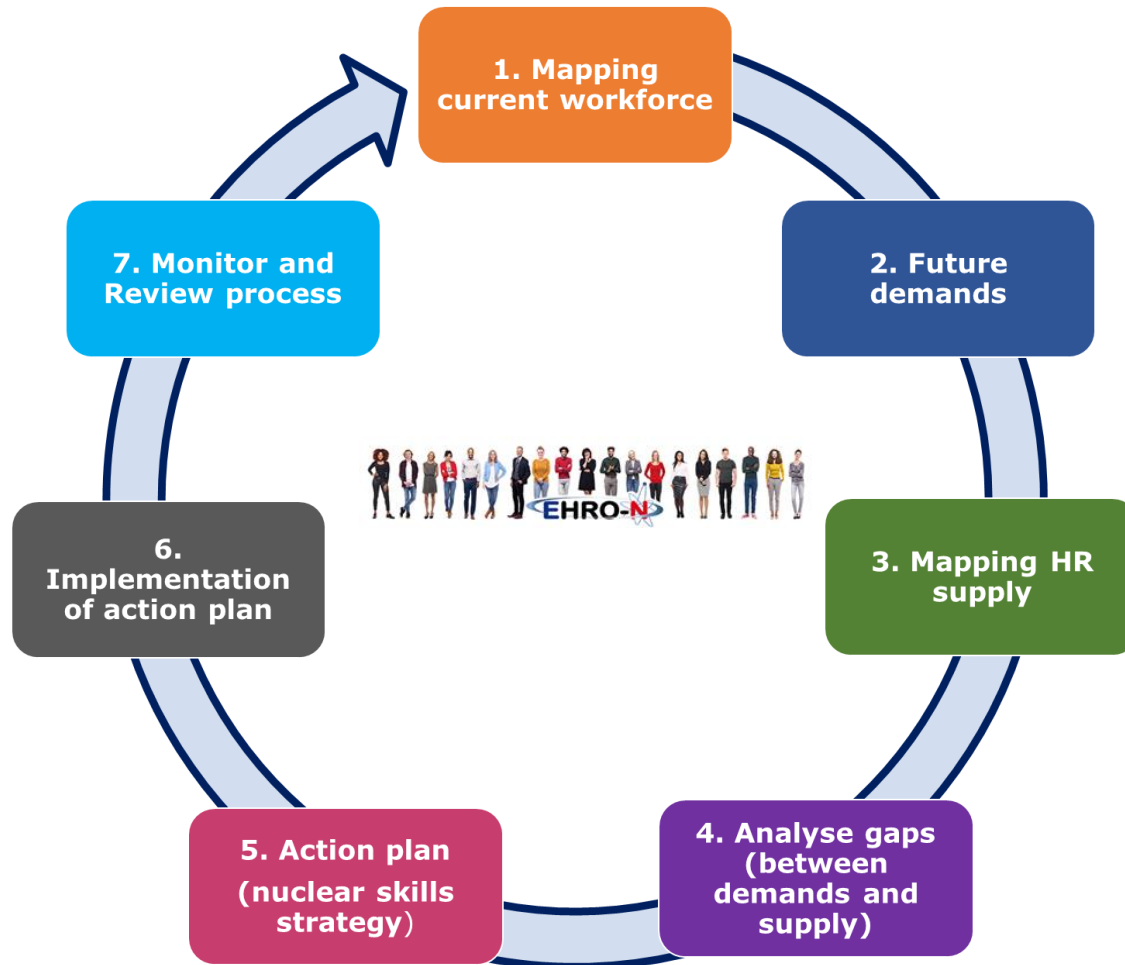 1. Mapping
current workforce
2. Future
demands
3. Mapping HR
supply
4. Analyse gaps
(between
demands and
supply)
5. Action plan
(nuclear skills
strategy)
6.
Implementation
of action plan
7. Monitor and
Review process
EHRO-N